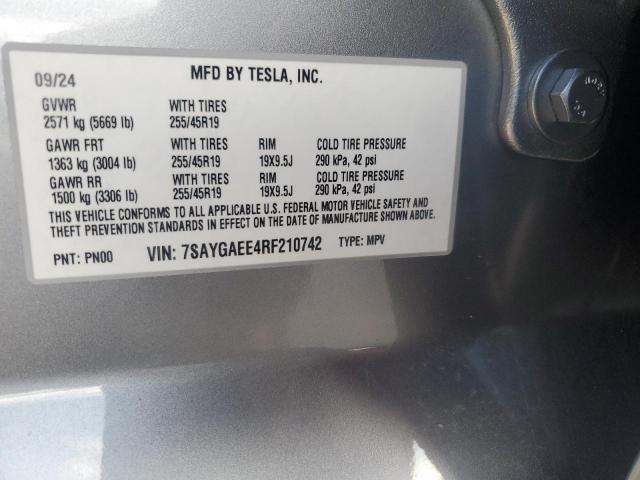 09/24 MFD BY TESLA, INC.
GVWR WITH TIRES
2571 kg (5669 lb) 255/45R19
GAWR FRT WITH TIRES RIM COLD TIRE PRESSURE
1363 kg (3004 lb) 255/45R19 19X9.5J 290 kPa, 42 psi
GAWR RR WITH TIRES RIM COLD TIRE PRESSURE
1500 kg (3306 lb) 255/45R19 19X9.5J 290 kPa, 42 psi
THIS VEHICLE CONFORMS TO ALL APPLICABLE U.S. FEDERAL MOTOR VEHICLE SAFETY AND
THEFT PREVENTION STANDARDS IN EFFECT ON THE DATE OF MANUFACTURE SHOWN ABOVE.
PNT: PN00 VIN: 7SAYGAEE4RF210742 TYPE: MPV